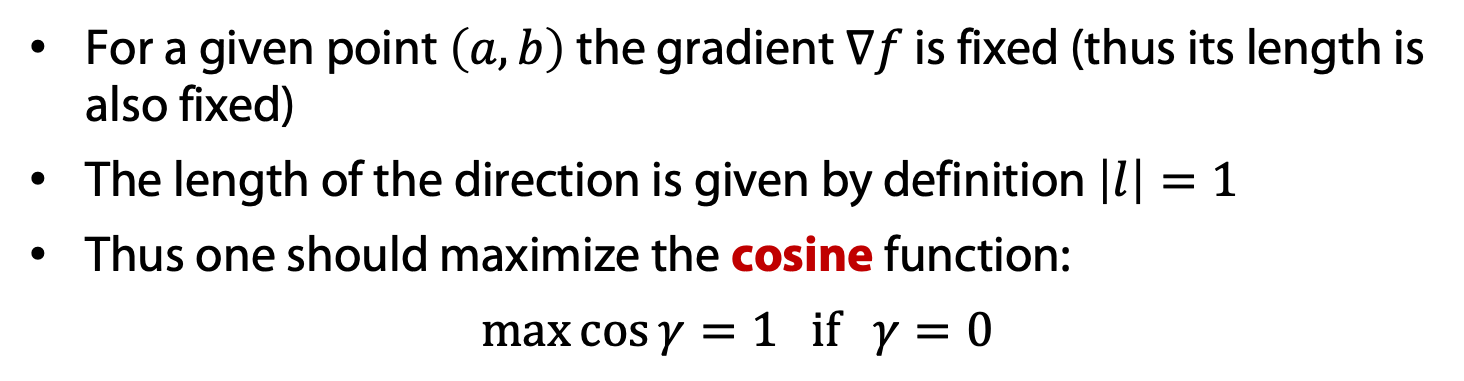 • For a given point (𝑎, 𝑏) the gradient ∇𝑓 is fixed (thus its length is
also fixed)
• The length of the direction is given by definition |𝑙| = 1
• Thus one should maximize the cosine function:
max cos 𝛾 = 1 if 𝛾 = 0